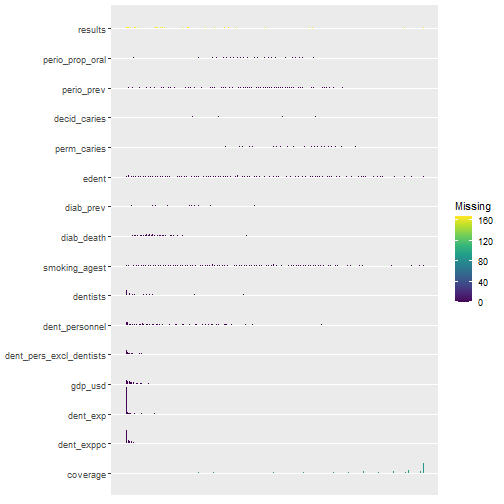 results
perio_prop_oral
perio_prev
decid_caries
perm_caries
edent
diab_prev
diab_death
smoking_agest
dentists
dent_personnel
dent_pers_excl_dentists
gdp_usd
dent_exp
dent_exppc
coverage
Missing
160
120
80
40
0